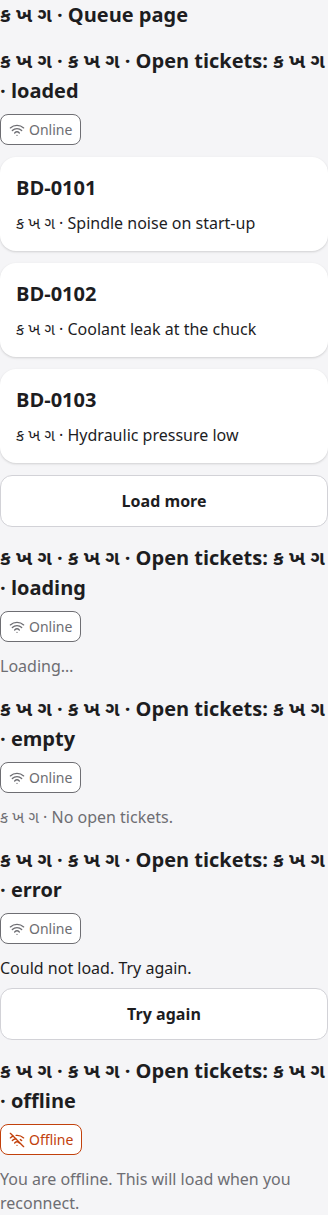 ક ખ ગ · Queue page
ક ખ ગ · ક ખ ગ · Open tickets: ક ખ ગ
· loaded
Online
BD-0101
ક ખ ગ · Spindle noise on start-up
BD-0102
ક ખ ગ · Coolant leak at the chuck
BD-0103
ક ખ ગ · Hydraulic pressure low
Load more
ક ખ ગ · ક ખ ગ · Open tickets: ક ખ ગ
· loading
Online
Loading…
ક ખ ગ · ક ખ ગ · Open tickets: ક ખ ગ
· empty
Online
ક ખ ગ · No open tickets.
ક ખ ગ · ક ખ ગ · Open tickets: ક ખ ગ
· error
Online
Could not load. Try again.
Try again
ક ખ ગ · ક ખ ગ · Open tickets: ક ખ ગ
· offline
Offline
You are offline. This will load when you
reconnect.